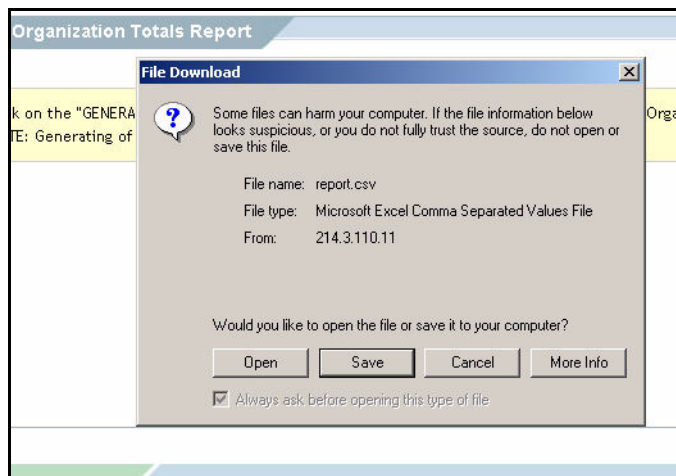 Organization Totals Report
File Download
k on the "GENERA
TE: Generating of
Orga
Some files can harm your computer. If the file information below
looks suspicious, or you do not fully trust the source, do not open or
save this file.
File name: report.csv
File type: Microsoft Excel Comma Separated Values File
From: 214.3.110.11
Would you like to open the file or save it to your computer?
Open Save Cancel More Info
Always ask before opening this type of file